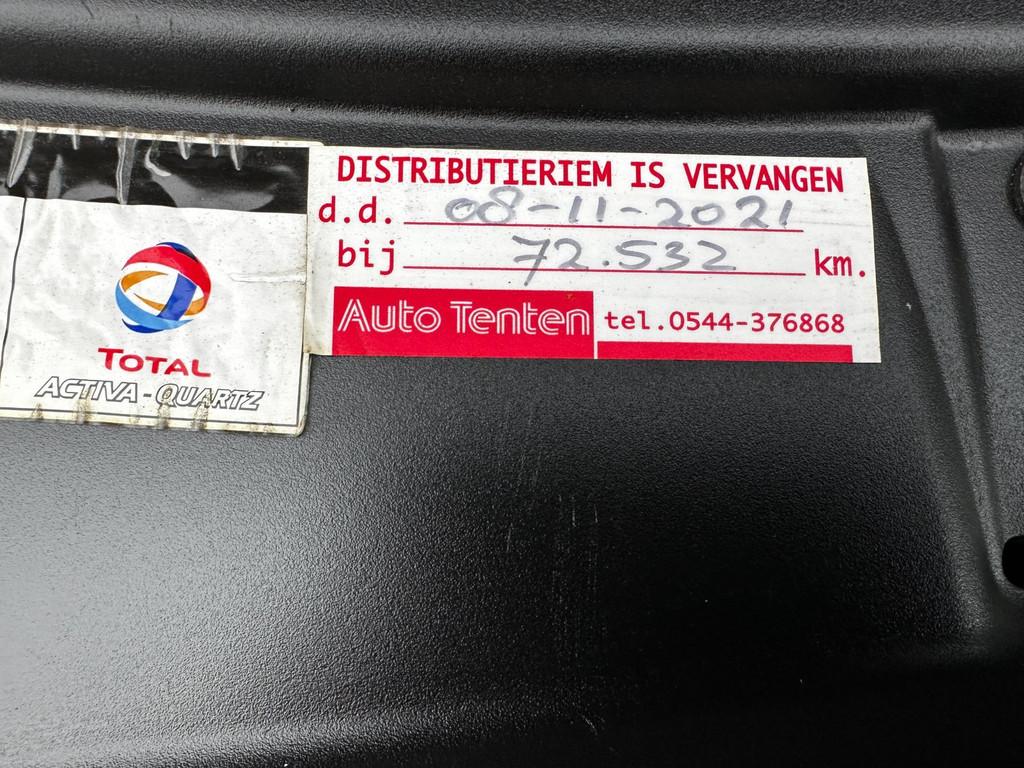 DISTRIBUTIERIEM IS VERVANGEN
d.d. 08-11-2021
bij 72.532 km.
Auto Tenten tel.0544-376868
TOTAL
ACTIVA-QUARTZ